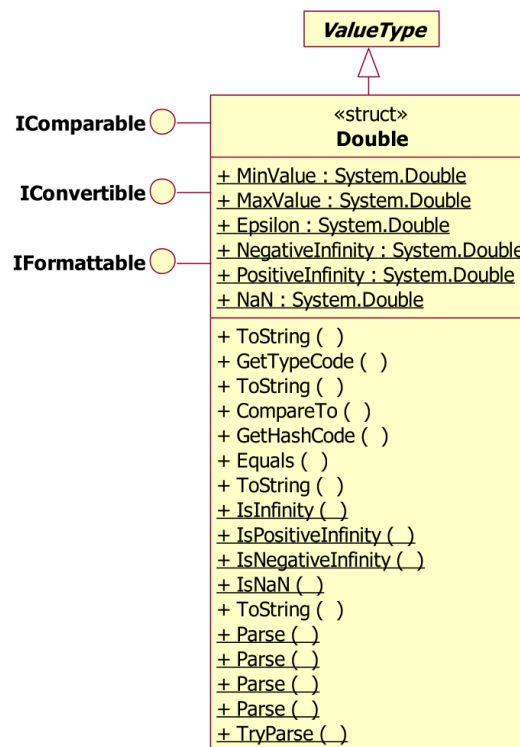 ValueType
IComparable
IConvertible
IFormattable
«struct»
Double
+ MinValue : System.Double
+ MaxValue : System.Double
+ Epsilon : System.Double
+ NegativeInfinity : System.Double
+ PositiveInfinity : System.Double
+ NaN : System.Double
+ ToString ( )
+ GetTypeCode ( )
+ ToString ( )
+ CompareTo ( )
+ GetHashCode ( )
+ Equals ( )
+ ToString ( )
+ IsInfinity ( )
+ IsPositiveInfinity ( )
+ IsNegativeInfinity ( )
+ IsNaN ( )
+ ToString ( )
+ Parse ( )
+ Parse ( )
+ Parse ( )
+ Parse ( )
+ TryParse ( )